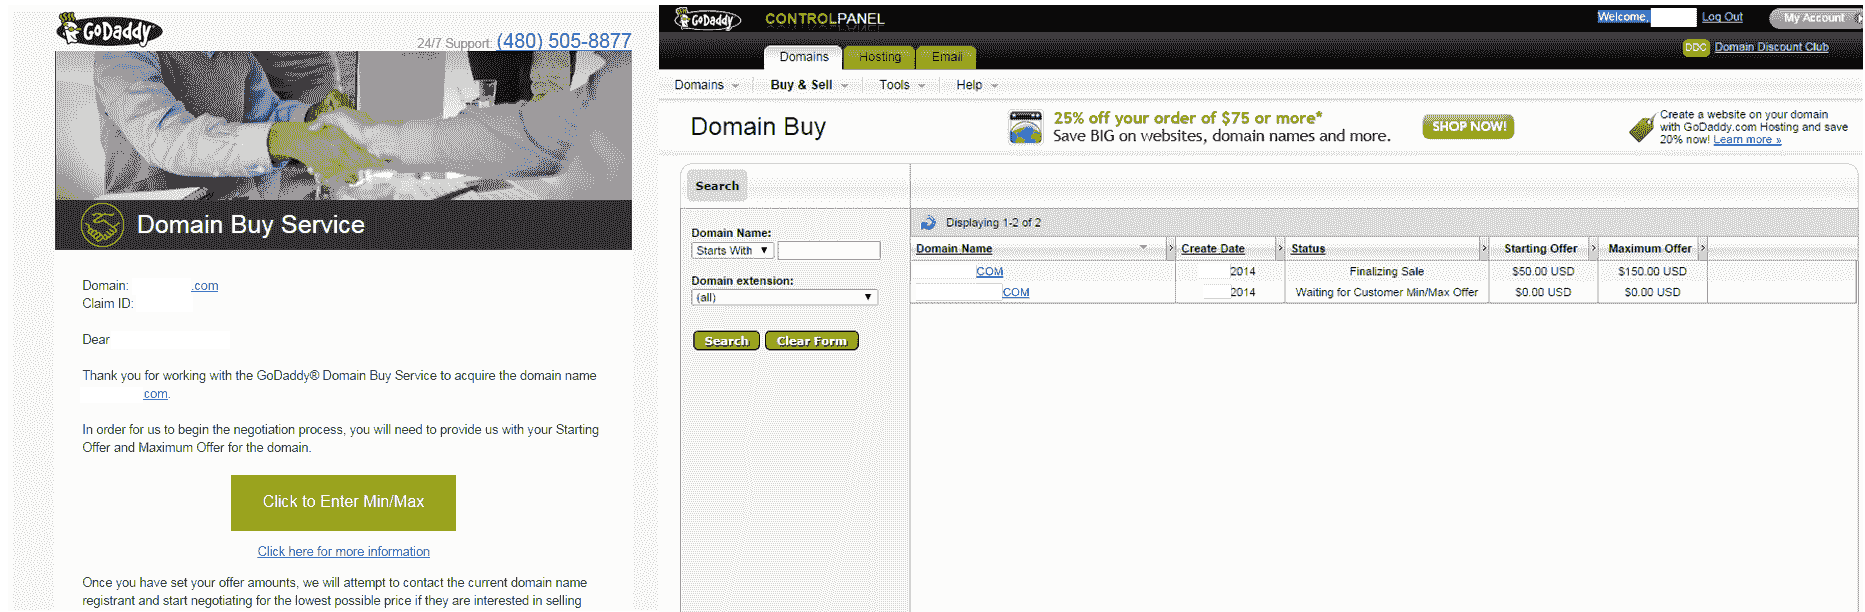 GoDaddy
24/7 Support: (480) 505-8877
Domain Buy Service
Domain: .com
Claim ID:
Dear
Thank you for working with the GoDaddy® Domain Buy Service to acquire the domain name
.com.
In order for us to begin the negotiation process, you will need to provide us with your Starting
Offer and Maximum Offer for the domain.
Click to Enter Min/Max
Click here for more information
Once you have set your offer amounts, we will attempt to contact the current domain name
registrant and start negotiating for the lowest possible price if they are interested in selling
GoDaddy CONTROLPANEL
Welcome, Log Out My Account
Domains Hosting Email
DDC Domain Discount Club
Domains Buy & Sell Tools Help
Domain Buy
25% off your order of $75 or more*
Save BIG on websites, domain names and more.
SHOP NOW!
Create a website on your domain
with GoDaddy.com Hosting and save
20% now! Learn more »
Search
Domain Name:
Starts With
Domain extension:
(all)
Search Clear Form
Displaying 1-2 of 2
Domain Name Create Date Status Starting Offer Maximum Offer
COM 2014 Finalizing Sale $50.00 USD $150.00 USD
COM 2014 Waiting for Customer Min/Max Offer $0.00 USD $0.00 USD